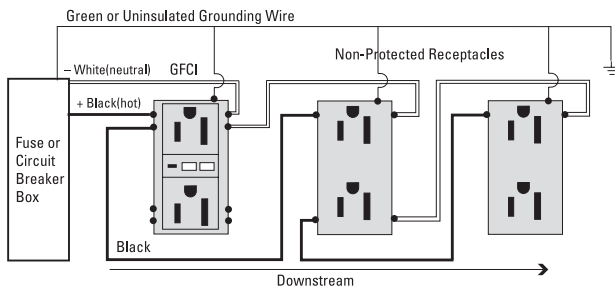 Green or Uninsulated Grounding Wire
– White(neutral)
GFCI
Non-Protected Receptacles
+ Black(hot)
Fuse or
Circuit
Breaker
Box
Black
Downstream